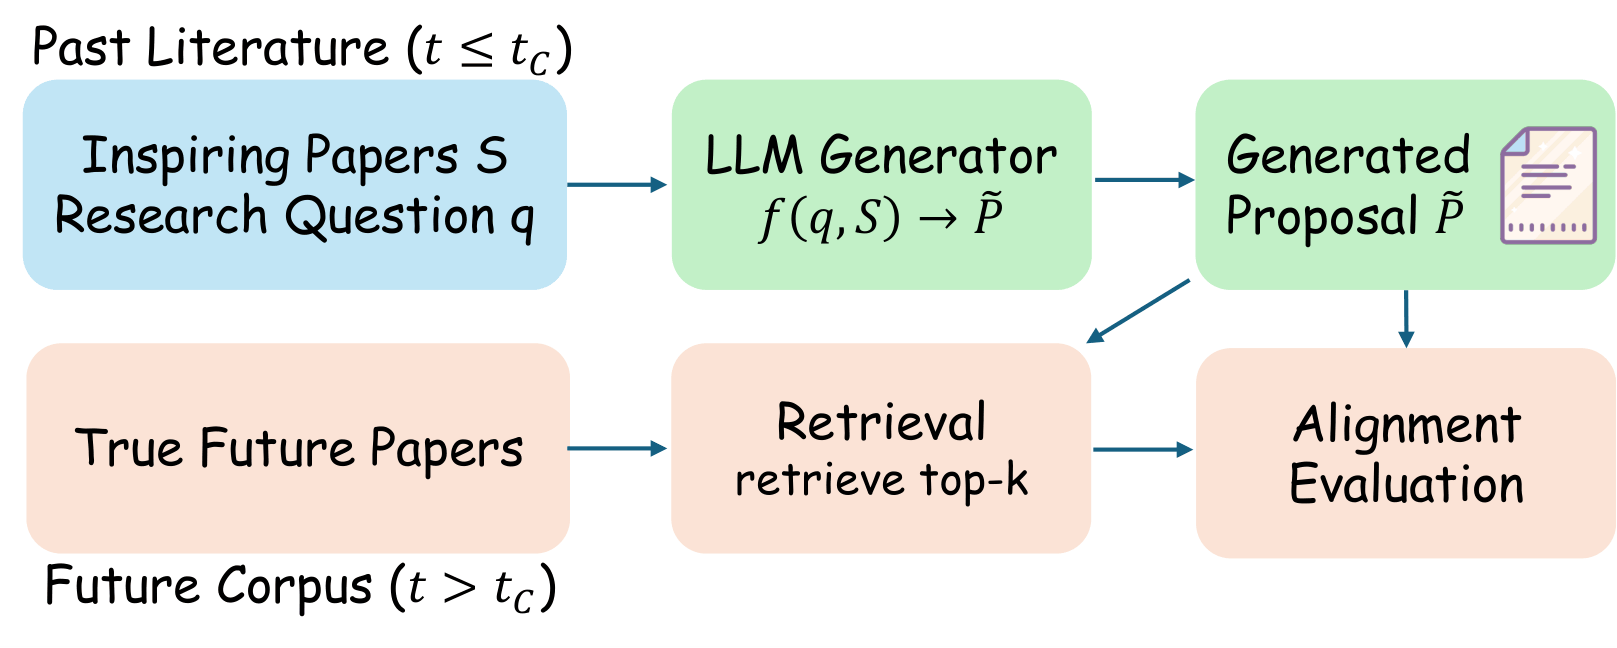 Past Literature (t ≤ t_C)
Inspiring Papers S
Research Question q
LLM Generator
f(q, S) → P̃
Generated
Proposal P̃
True Future Papers
Retrieval
retrieve top-k
Alignment
Evaluation
Future Corpus (t > t_C)